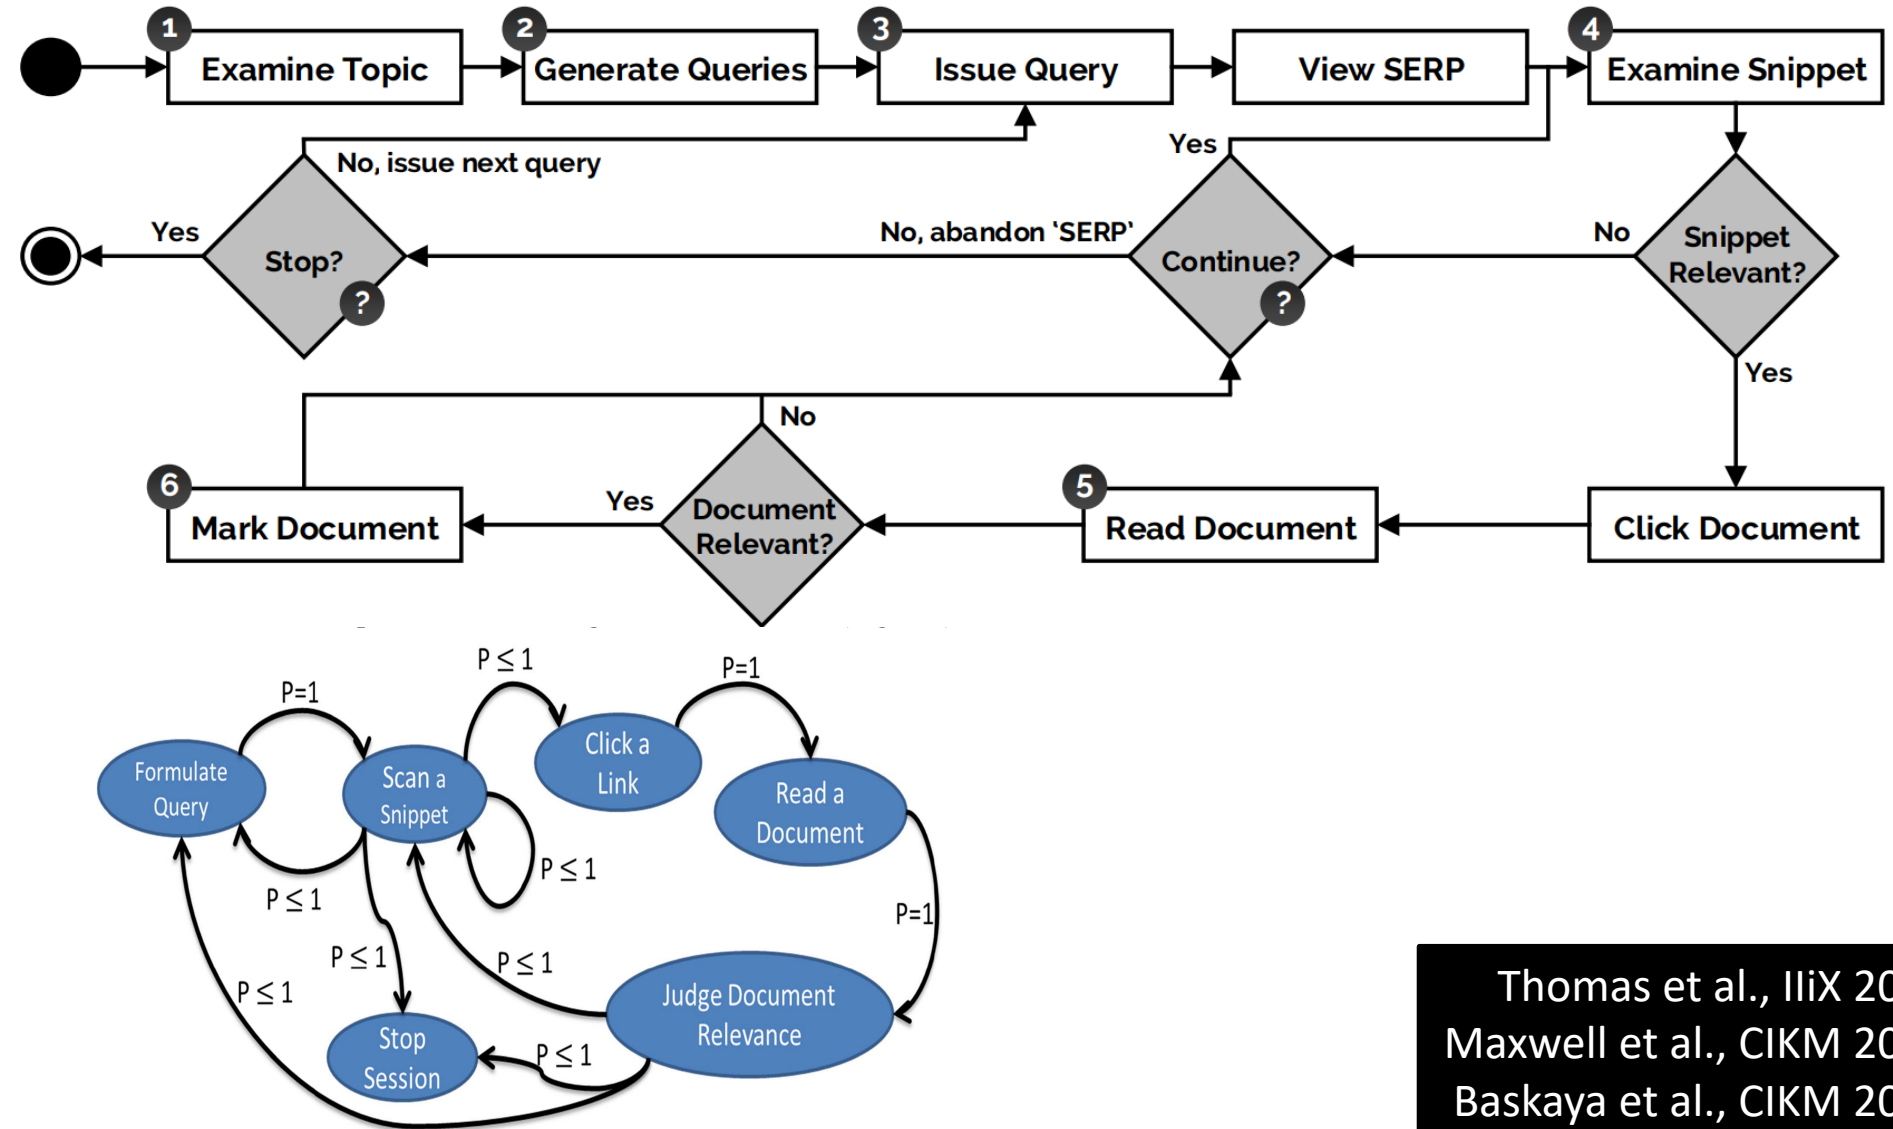 1
2
3
4
Examine Topic
Generate Queries
Issue Query
View SERP
Examine Snippet
No, issue next query
Yes
Yes
No, abandon 'SERP'
No
Stop?
?
Continue?
?
Snippet
Relevant?
Yes
No
6
Mark Document
Yes
Document
Relevant?
5
Read Document
Click Document
P ≤ 1
P=1
P=1
Formulate
Query
Scan a
Snippet
Click a
Link
Read a
Document
P ≤ 1
P ≤ 1
P=1
P ≤ 1
P ≤ 1
P ≤ 1
Judge Document
Relevance
Stop
Session
P ≤ 1
Thomas et al., IIiX
Maxwell et al., CIKM
Baskaya et al., CIKM